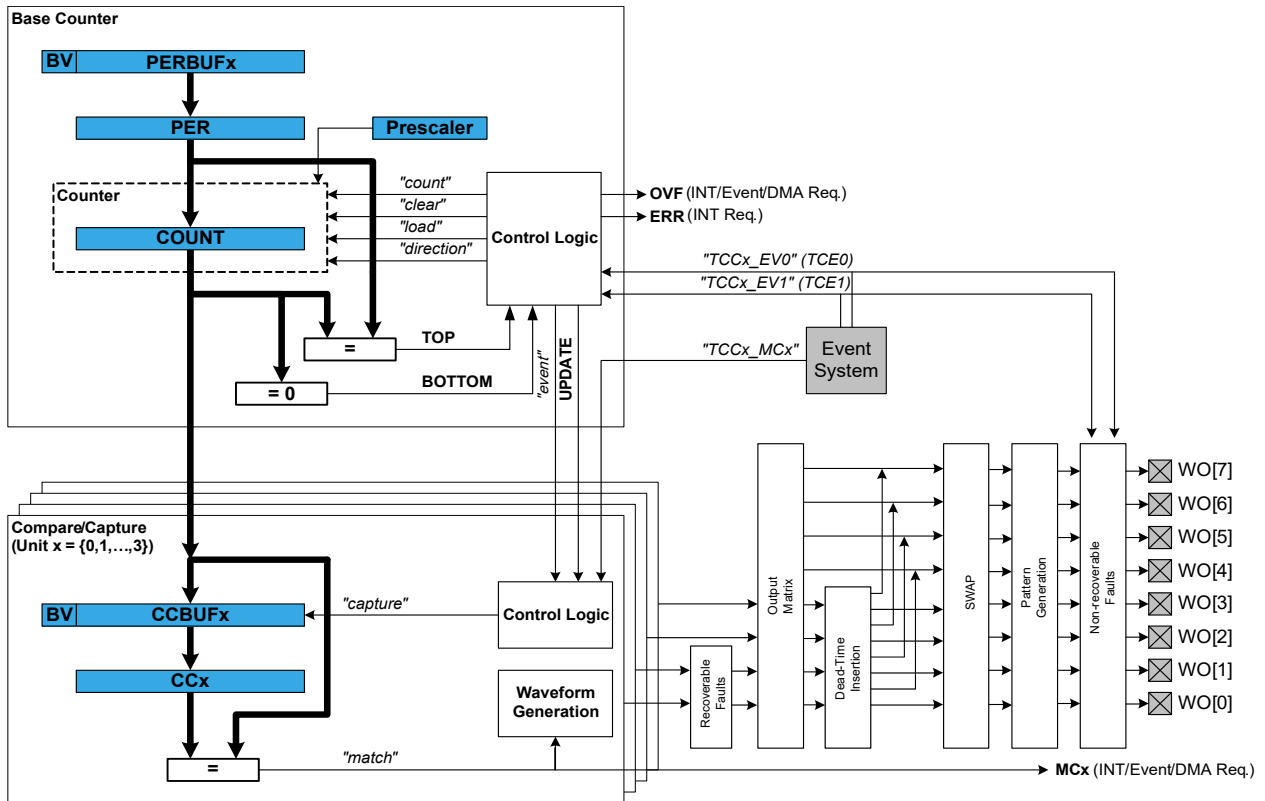 Base Counter
BV PERBUFx
PER
Prescaler
Counter
COUNT
"count"
"clear"
"load"
"direction"
Control Logic
OVF (INT/Event/DMA Req.)
ERR (INT Req.)
"TCCx_EV0" (TCE0)
"TCCx_EV1" (TCE1)
"TCCx_MCx"
Event
System
=
TOP
= 0
BOTTOM
"event"
UPDATE
Compare/Capture
(Unit x = {0,1,…,3})
BV CCBUFx
"capture"
Control Logic
CCx
Waveform
Generation
=
"match"
Recoverable
Faults
Output
Matrix
Dead-Time
Insertion
SWAP
Pattern
Generation
Non-recoverable
Faults
WO[7]
WO[6]
WO[5]
WO[4]
WO[3]
WO[2]
WO[1]
WO[0]
MCx (INT/Event/DMA Req.)